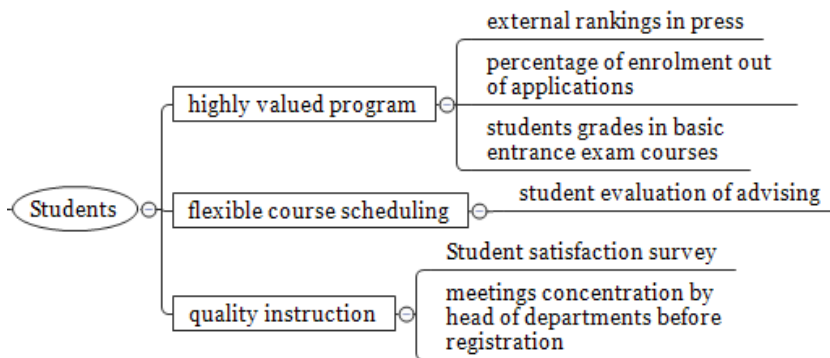 external rankings in press
percentage of enrolment out
of applications
highly valued program
students grades in basic
entrance exam courses
Students
flexible course scheduling
student evaluation of advising
Student satisfaction survey
quality instruction
meetings concentration by
head of departments before
registration